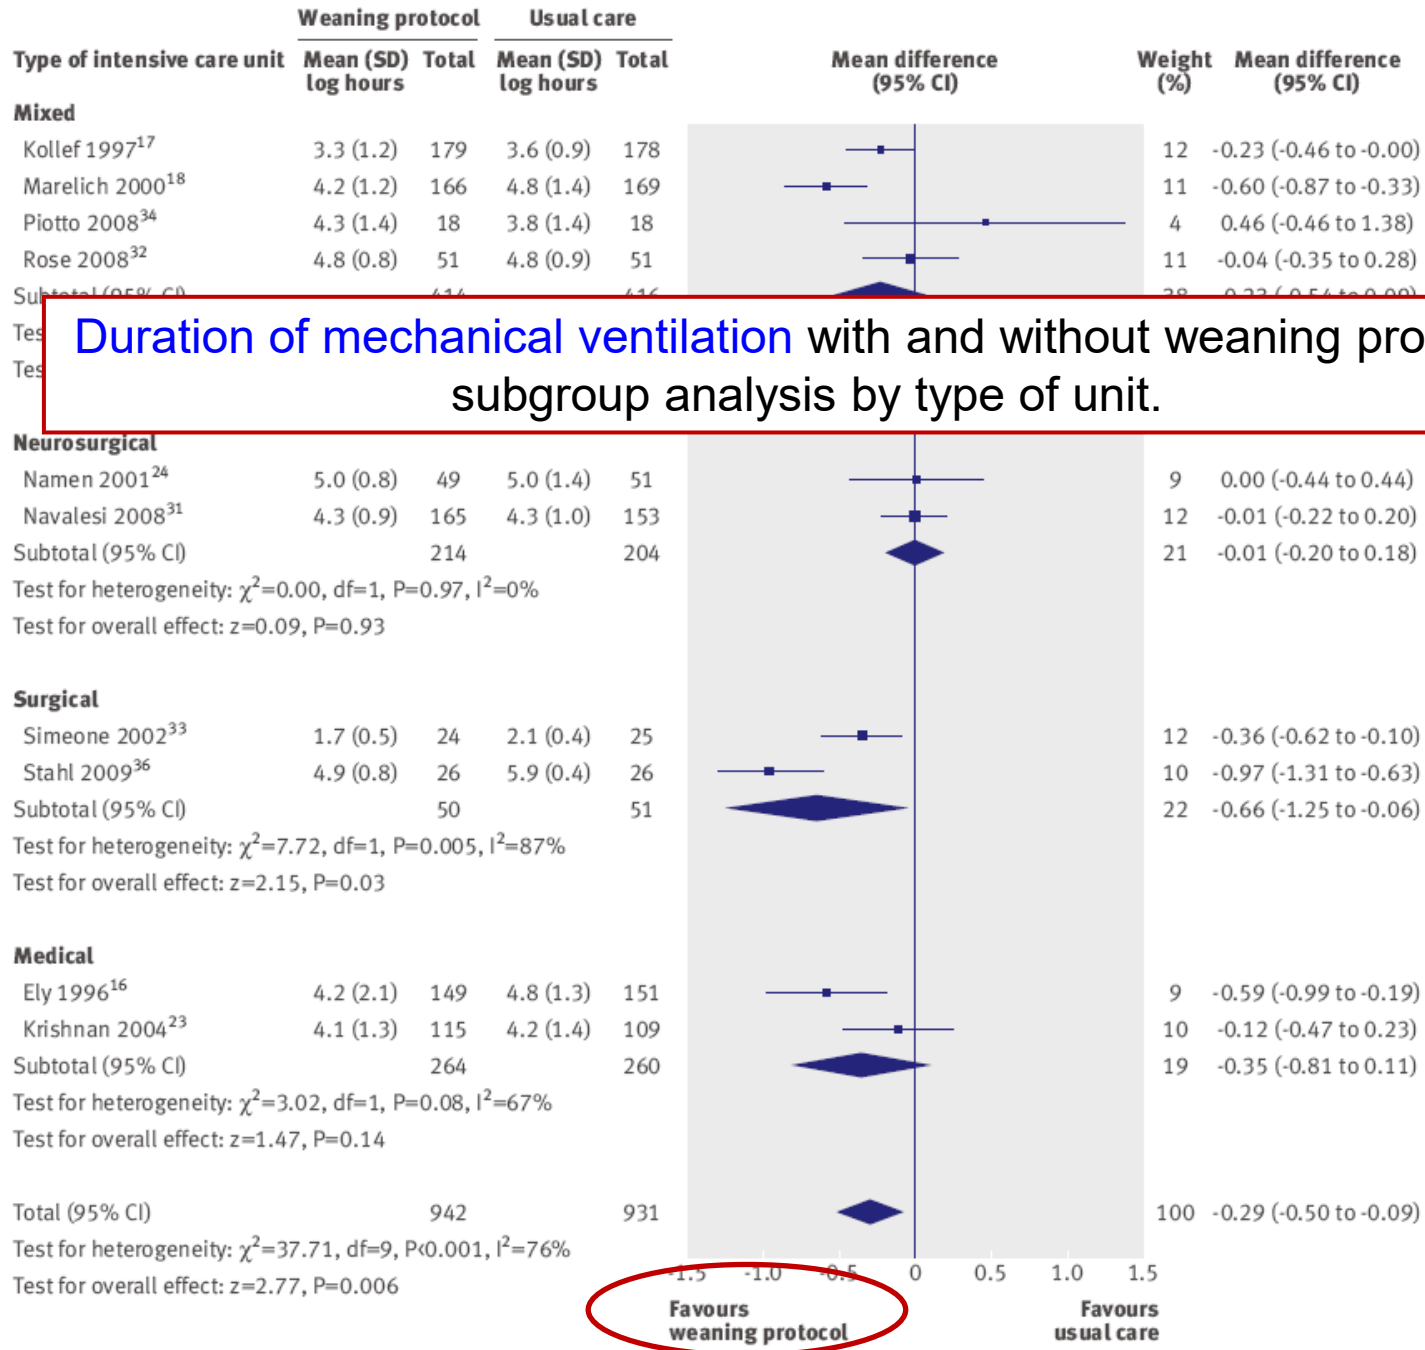 Weaning protocol Usual care
Type of intensive care unit Mean (SD) log hours Total Mean (SD) log hours Total Mean difference (95% CI) Weight (%) Mean difference (95% CI)
Mixed
Kollef 1997¹⁷ 3.3 (1.2) 179 3.6 (0.9) 178 12 -0.23 (-0.46 to -0.00)
Marelich 2000¹⁸ 4.2 (1.2) 166 4.8 (1.4) 169 11 -0.60 (-0.87 to -0.33)
Piotto 2008³⁴ 4.3 (1.4) 18 3.8 (1.4) 18 4 0.46 (-0.46 to 1.38)
Rose 2008³² 4.8 (0.8) 51 4.8 (0.9) 51 11 -0.04 (-0.35 to 0.28)
Subtotal (95% CI) 414 416 38
Tes
Tes
Duration of mechanical ventilation with and without weaning pro
subgroup analysis by type of unit.
Neurosurgical
Namen 2001²⁴ 5.0 (0.8) 49 5.0 (1.4) 51 9 0.00 (-0.44 to 0.44)
Navalesi 2008³¹ 4.3 (0.9) 165 4.3 (1.0) 153 12 -0.01 (-0.22 to 0.20)
Subtotal (95% CI) 214 204 21 -0.01 (-0.20 to 0.18)
Test for heterogeneity: χ²=0.00, df=1, P=0.97, I²=0%
Test for overall effect: z=0.09, P=0.93
Surgical
Simeone 2002³³ 1.7 (0.5) 24 2.1 (0.4) 25 12 -0.36 (-0.62 to -0.10)
Stahl 2009³⁶ 4.9 (0.8) 26 5.9 (0.4) 26 10 -0.97 (-1.31 to -0.63)
Subtotal (95% CI) 50 51 22 -0.66 (-1.25 to -0.06)
Test for heterogeneity: χ²=7.72, df=1, P=0.005, I²=87%
Test for overall effect: z=2.15, P=0.03
Medical
Ely 1996¹⁶ 4.2 (2.1) 149 4.8 (1.3) 151 9 -0.59 (-0.99 to -0.19)
Krishnan 2004²³ 4.1 (1.3) 115 4.2 (1.4) 109 10 -0.12 (-0.47 to 0.23)
Subtotal (95% CI) 264 260 19 -0.35 (-0.81 to 0.11)
Test for heterogeneity: χ²=3.02, df=1, P=0.08, I²=67%
Test for overall effect: z=1.47, P=0.14
Total (95% CI) 942 931 100 -0.29 (-0.50 to -0.09)
Test for heterogeneity: χ²=37.71, df=9, P<0.001, I²=76%
Test for overall effect: z=2.77, P=0.006
-1.5 -1.0 -0.5 0 0.5 1.0 1.5
Favours weaning protocol Favours usual care